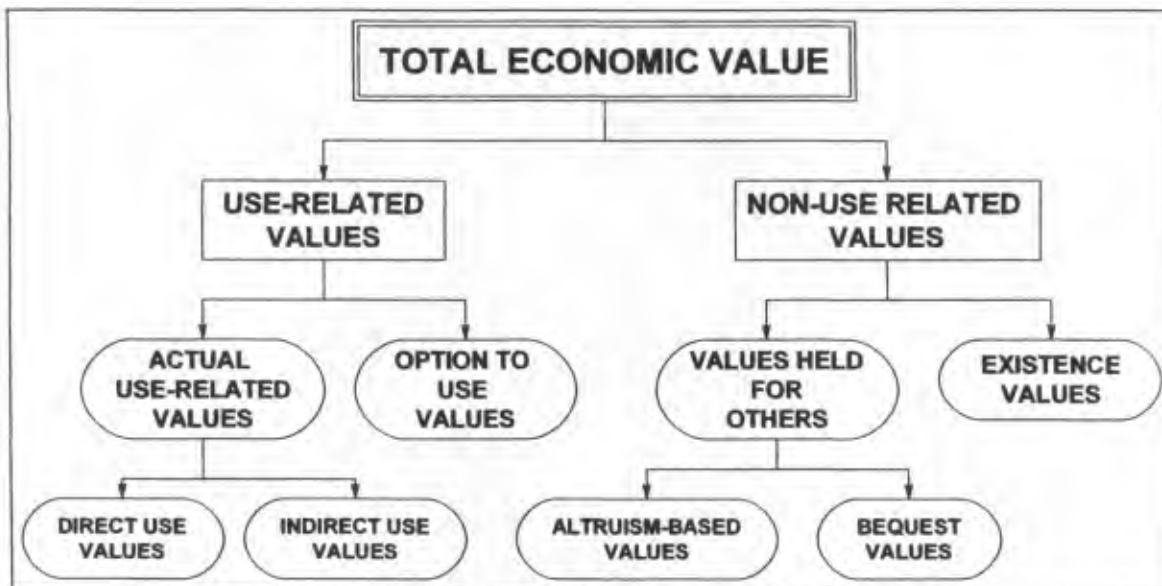 TOTAL ECONOMIC VALUE
USE-RELATED
VALUES
NON-USE RELATED
VALUES
ACTUAL
USE-RELATED
VALUES
OPTION TO
USE
VALUES
VALUES HELD
FOR
OTHERS
EXISTENCE
VALUES
DIRECT USE
VALUES
INDIRECT USE
VALUES
ALTRUISM-BASED
VALUES
BEQUEST
VALUES